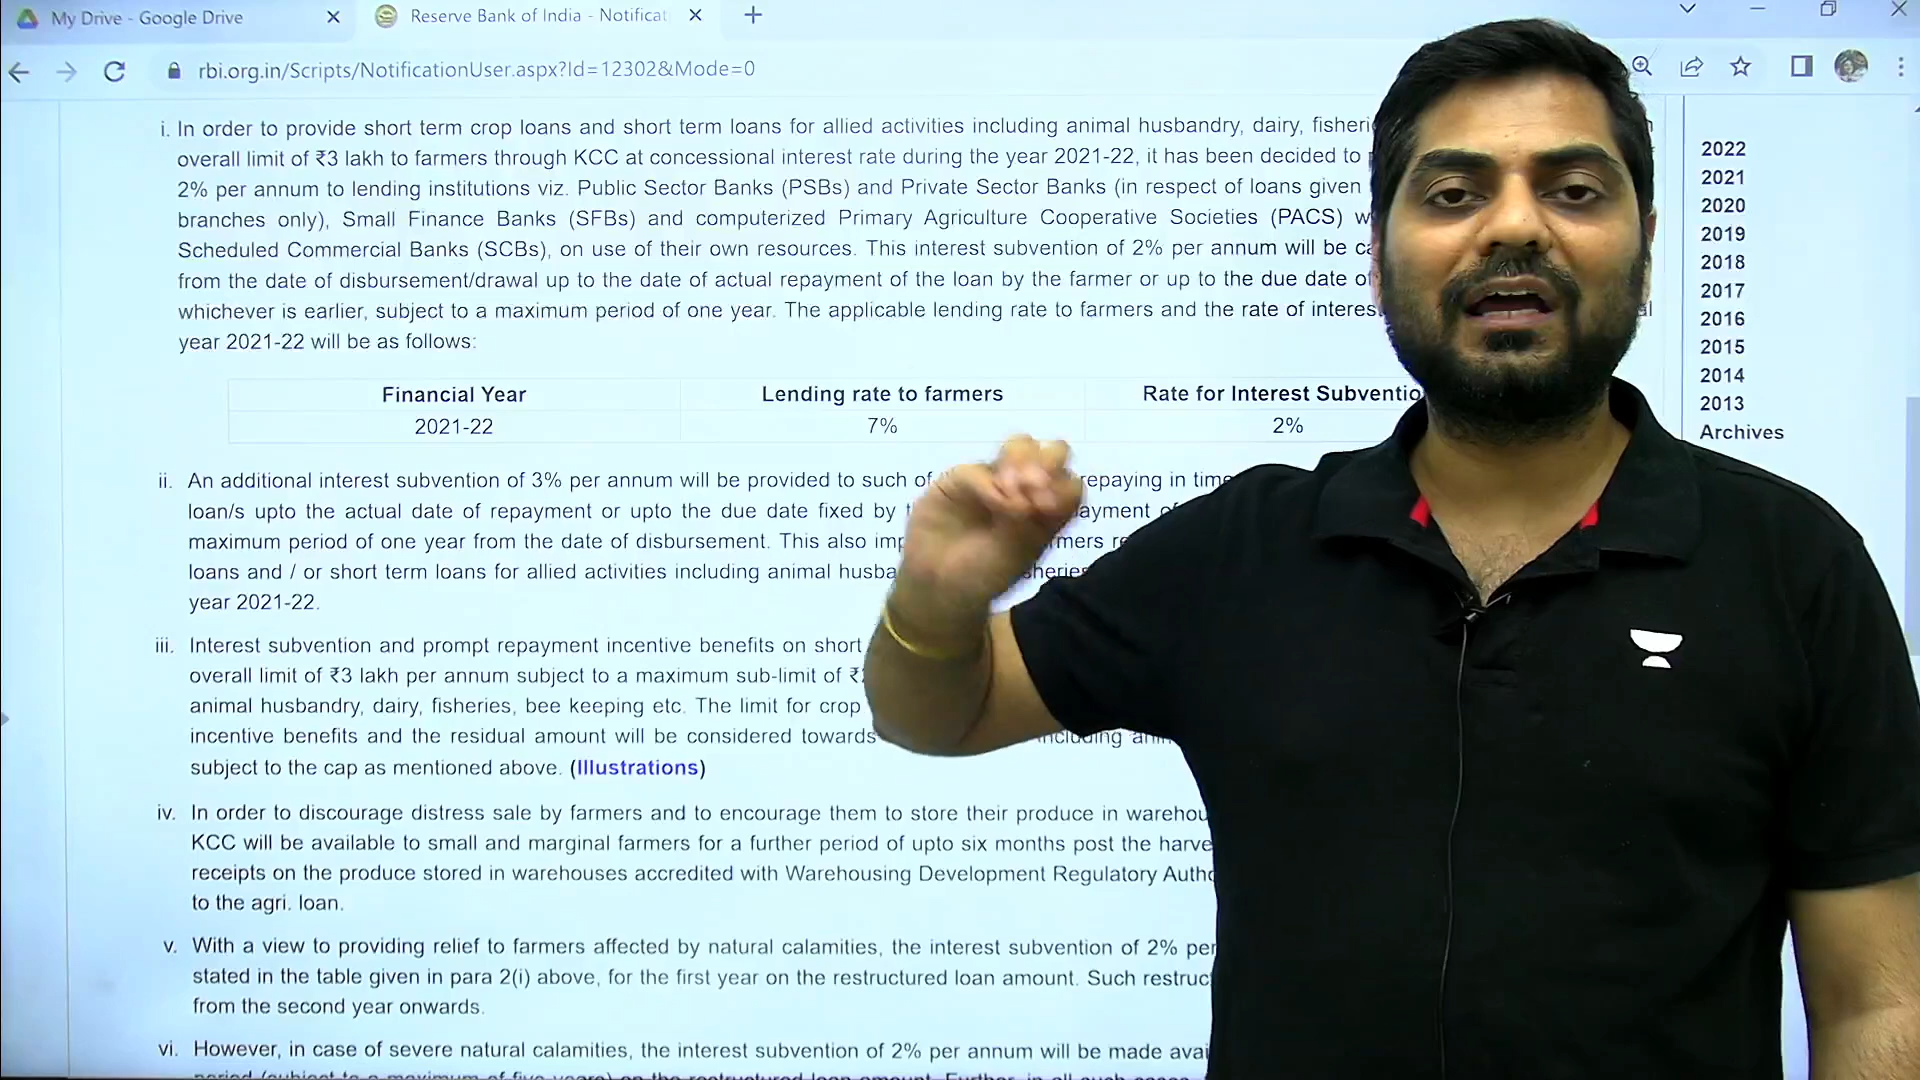 My Drive - Google Drive
Reserve Bank of India - Notificat
rbi.org.in/Scripts/NotificationUser.aspx?Id=12302&Mode=0
i. In order to provide short term crop loans and short term loans for allied activities including animal husbandry, dairy,
overall limit of ₹3 lakh to farmers through KCC at concessional interest rate during the year 2021-22, it has been decided to
2% per annum to lending institutions viz. Public Sector Banks (PSBs) and Private Sector Banks (in respect of loans given
branches only), Small Finance Banks (SFBs) and computerized Primary Agriculture Cooperative Societies (PACS)
Scheduled Commercial Banks (SCBs), on use of their own resources. This interest subvention of 2% per annum will be
from the date of disbursement/drawal up to the date of actual repayment of the loan by the farmer or up to the due date of
whichever is earlier, subject to a maximum period of one year. The applicable lending rate to farmers and the rate of
year 2021-22 will be as follows:
Financial Year Lending rate to farmers Rate for Interest
2021-22 7% 2%
ii. An additional interest subvention of 3% per annum will be provided to such of repaying in
loan/s upto the actual date of repayment or upto the due date fixed by
maximum period of one year from the date of disbursement. This also
loans and / or short term loans for allied activities including animal
year 2021-22.
iii. Interest subvention and prompt repayment incentive benefits on short
overall limit of ₹3 lakh per annum subject to a maximum sub-limit of
animal husbandry, dairy, fisheries, bee keeping etc. The limit for crop
incentive benefits and the residual amount will be considered towards
subject to the cap as mentioned above. (Illustrations)
iv. In order to discourage distress sale by farmers and to encourage them to store their produce in
KCC will be available to small and marginal farmers for a further period of upto six months post the
receipts on the produce stored in warehouses accredited with Warehousing Development Regulatory
to the agri. loan.
v. With a view to providing relief to farmers affected by natural calamities, the interest subvention of 2%
stated in the table given in para 2(i) above, for the first year on the restructured loan amount. Such
from the second year onwards.
vi. However, in case of severe natural calamities, the interest subvention of 2% per annum will be made
2022
2021
2020
2019
2018
2017
2016
2015
2014
2013
Archives